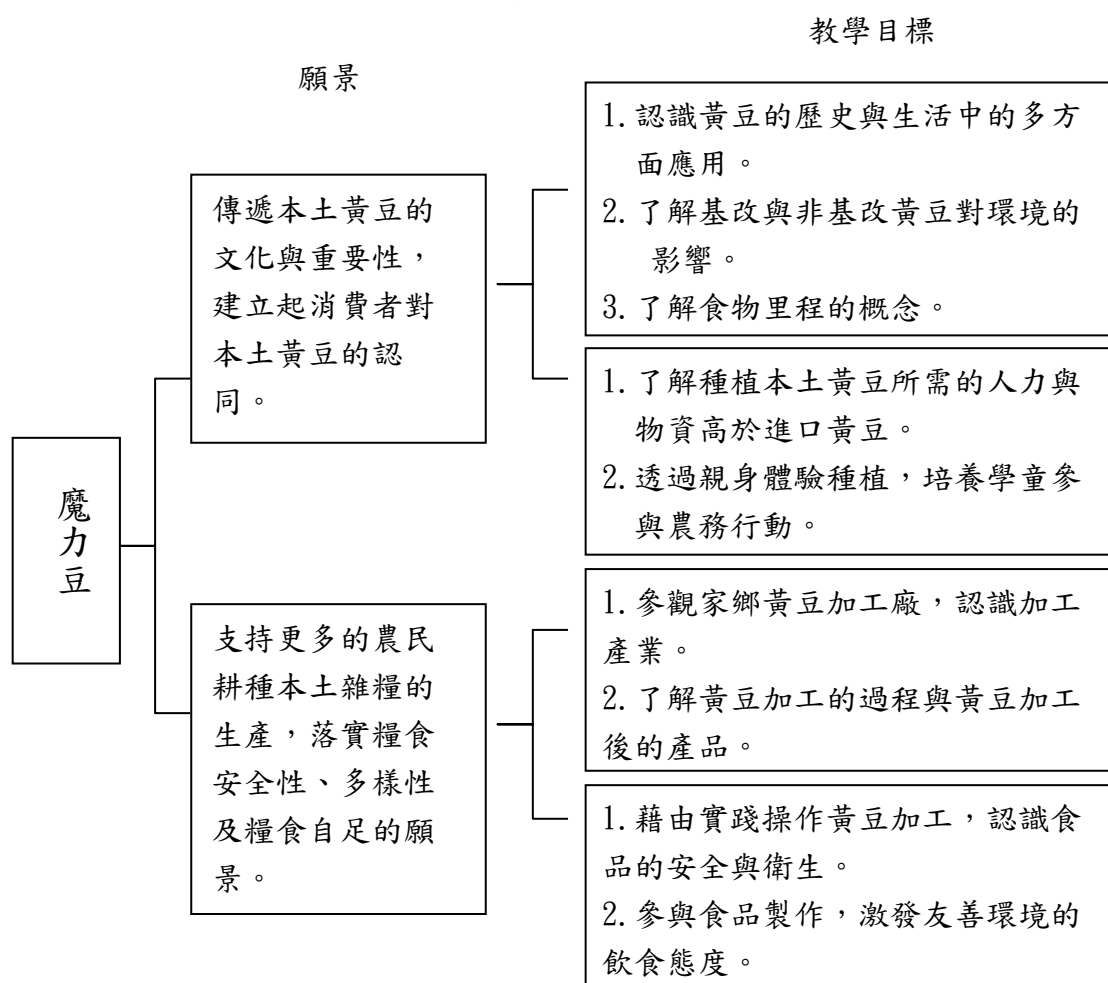 教學目標
願景
1.認識黃豆的歷史與生活中的多方
面應用。
2.了解基改與非基改黃豆對環境的
影響。
3.了解食物里程的概念。
傳遞本土黃豆的
文化與重要性，
建立起消費者對
本土黃豆的認
同。
1.了解種植本土黃豆所需的人力與
物資高於進口黃豆。
2.透過親身體驗種植，培養學童參
與農務行動。
魔力豆
支持更多的農民
耕種本土雜糧的
生產，落實糧食
安全性、多樣性
及糧食自足的願
景。
1.參觀家鄉黃豆加工廠，認識加工
產業。
2.了解黃豆加工的過程與黃豆加工
後的產品。
1.藉由實踐操作黃豆加工，認識食
品的安全與衛生。
2.參與食品製作，激發友善環境的
飲食態度。